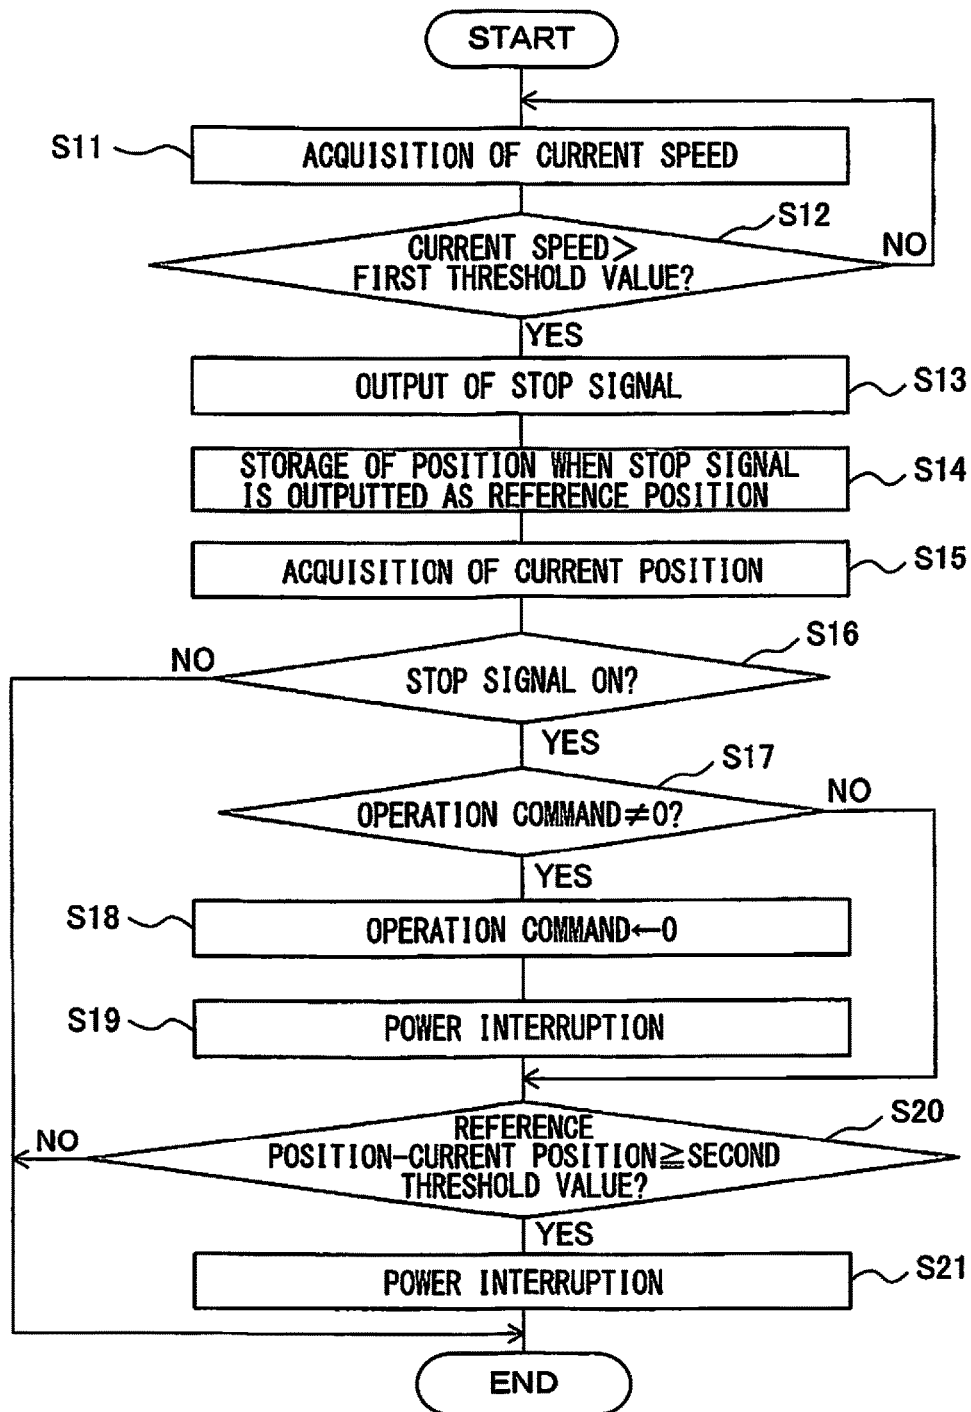 START
S11
ACQUISITION OF CURRENT SPEED
S12
CURRENT SPEED>
FIRST THRESHOLD VALUE?
NO
YES
OUTPUT OF STOP SIGNAL
S13
STORAGE OF POSITION WHEN STOP SIGNAL
IS OUTPUTTED AS REFERENCE POSITION
S14
ACQUISITION OF CURRENT POSITION
S15
S16
NO
STOP SIGNAL ON?
YES
S17
NO
OPERATION COMMAND≠0?
YES
S18
OPERATION COMMAND←0
S19
POWER INTERRUPTION
S20
NO
REFERENCE
POSITION-CURRENT POSITION≧SECOND
THRESHOLD VALUE?
YES
POWER INTERRUPTION
S21
END